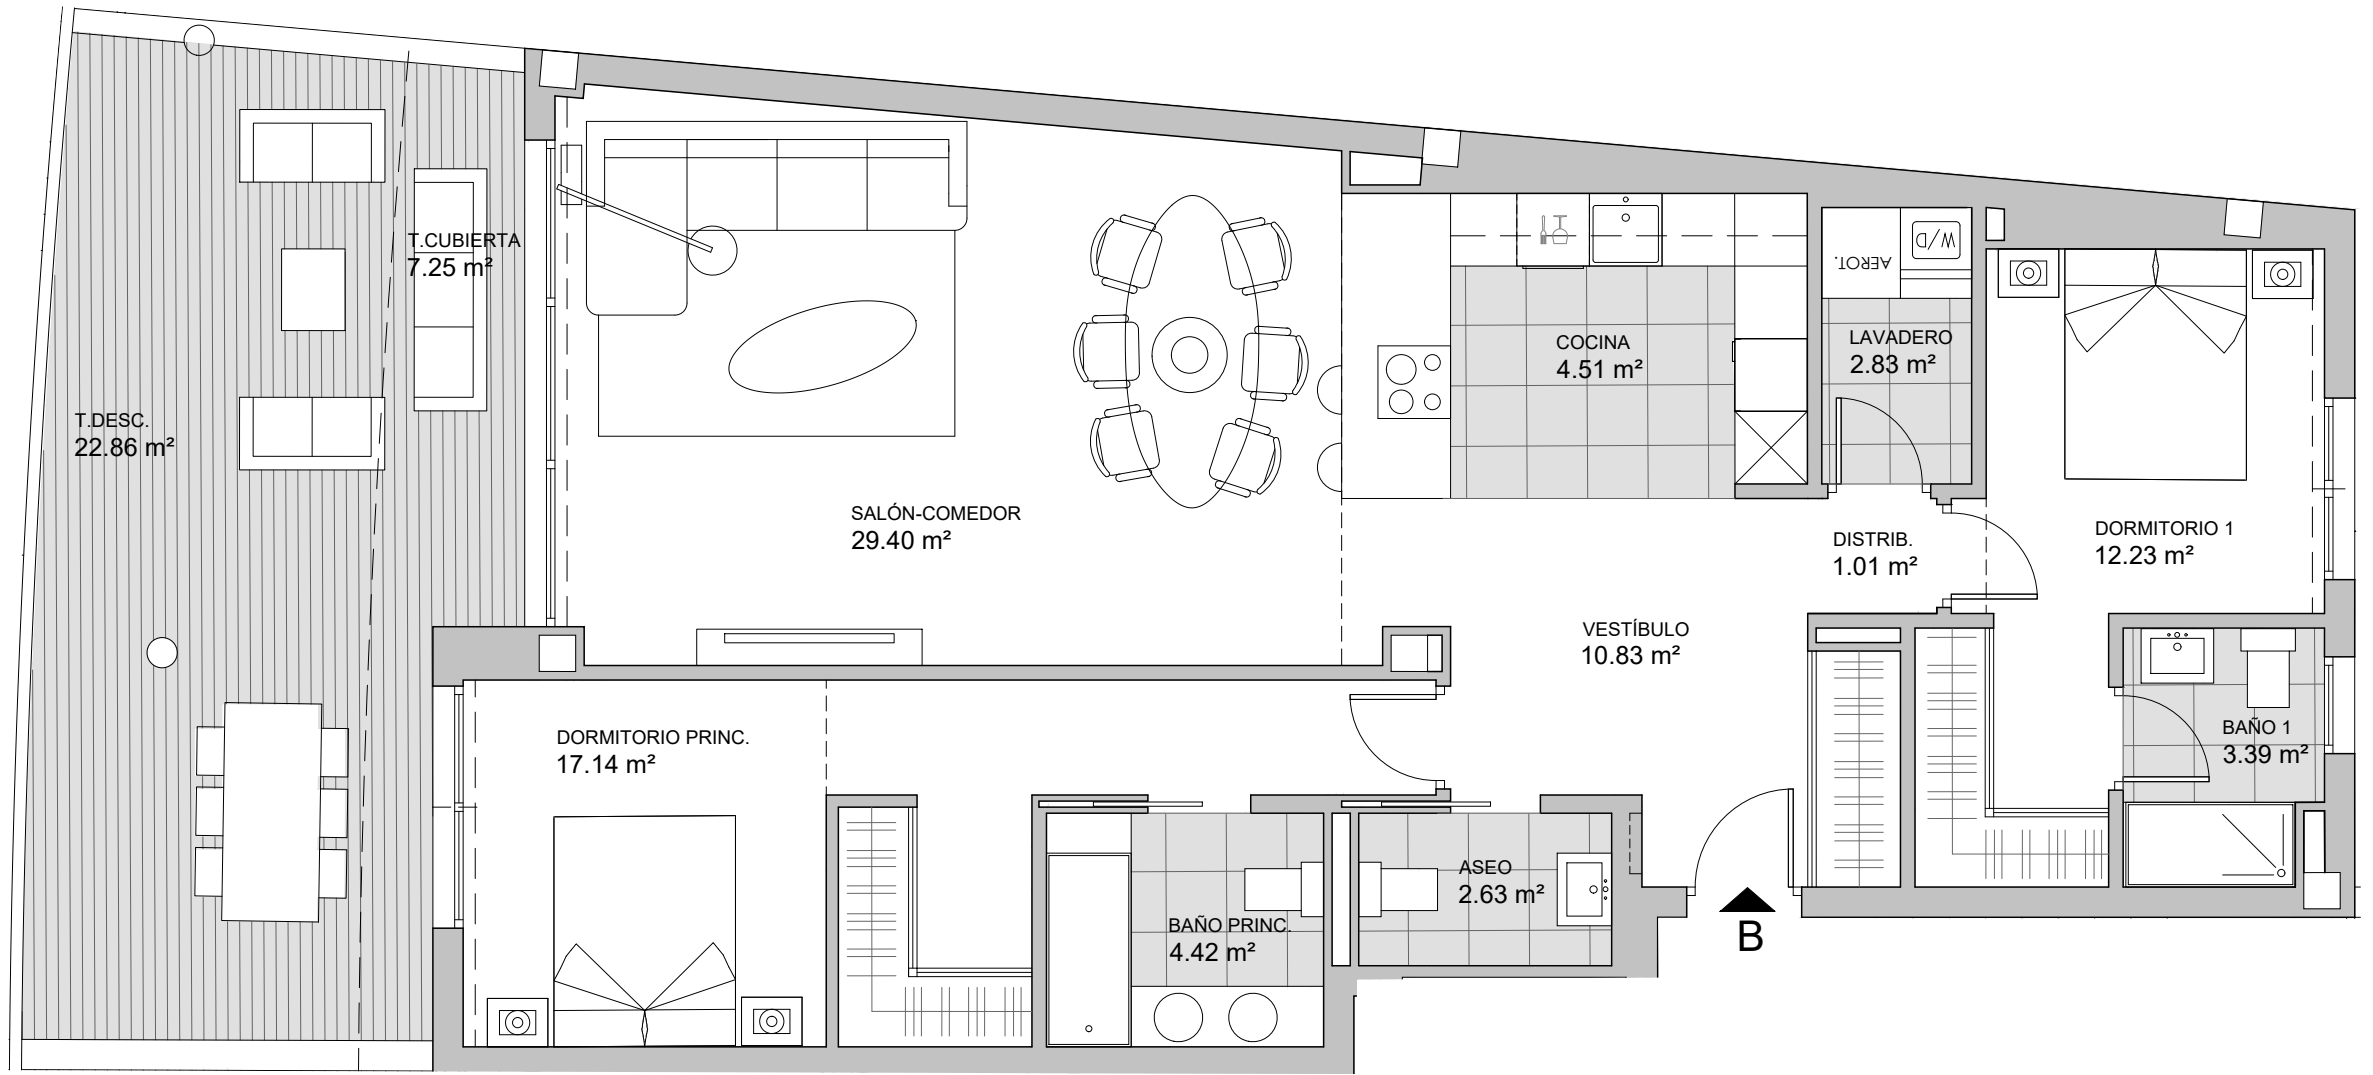 T.CUBIERTA
7.25 m²
T.DESC.
22.86 m²
SALÓN-COMEDOR
29.40 m²
COCINA
4.51 m²
AEROT.
W/D
LAVADERO
2.83 m²
DISTRIB.
1.01 m²
DORMITORIO 1
12.23 m²
VESTÍBULO
10.83 m²
BAÑO 1
3.39 m²
DORMITORIO PRINC.
17.14 m²
BAÑO PRINC.
4.42 m²
ASEO
2.63 m²
B